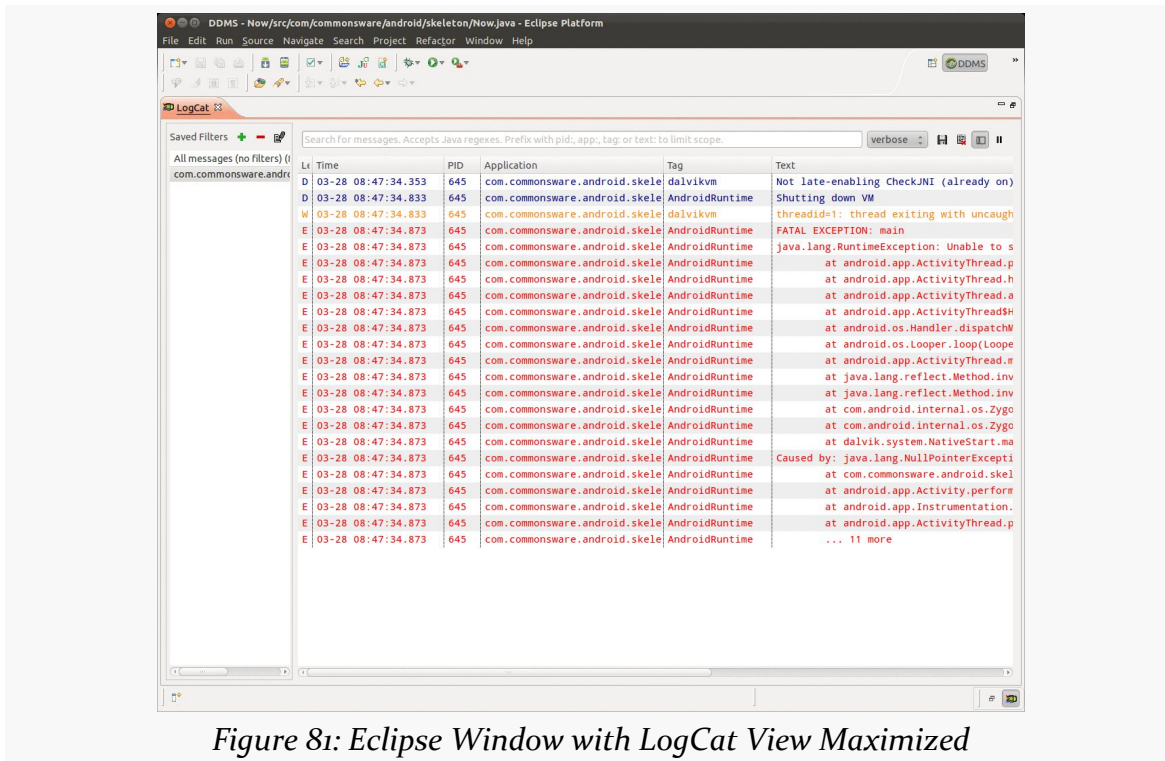 DDMS - Now/src/com/commonsware/android/skeleton/Now.java - Eclipse Platform
File Edit Run Source Navigate Search Project Refactor Window Help
DDMS »
LogCat
Saved Filters
Search for messages. Accepts Java regexes. Prefix with pid:, app:, tag: or text: to limit scope. verbose
All messages (no filters) (
com.commonsware.andro
Le Time PID Application Tag Text
D 03-28 08:47:34.353 645 com.commonsware.android.skele dalvikvm Not late-enabling CheckJNI (already on)
D 03-28 08:47:34.833 645 com.commonsware.android.skele AndroidRuntime Shutting down VM
W 03-28 08:47:34.833 645 com.commonsware.android.skele dalvikvm threadid=1: thread exiting with uncaugh
E 03-28 08:47:34.873 645 com.commonsware.android.skele AndroidRuntime FATAL EXCEPTION: main
E 03-28 08:47:34.873 645 com.commonsware.android.skele AndroidRuntime java.lang.RuntimeException: Unable to s
E 03-28 08:47:34.873 645 com.commonsware.android.skele AndroidRuntime at android.app.ActivityThread.p
E 03-28 08:47:34.873 645 com.commonsware.android.skele AndroidRuntime at android.app.ActivityThread.h
E 03-28 08:47:34.873 645 com.commonsware.android.skele AndroidRuntime at android.app.ActivityThread.a
E 03-28 08:47:34.873 645 com.commonsware.android.skele AndroidRuntime at android.app.ActivityThread$H
E 03-28 08:47:34.873 645 com.commonsware.android.skele AndroidRuntime at android.os.Handler.dispatchM
E 03-28 08:47:34.873 645 com.commonsware.android.skele AndroidRuntime at android.os.Looper.loop(Loope
E 03-28 08:47:34.873 645 com.commonsware.android.skele AndroidRuntime at android.app.ActivityThread.m
E 03-28 08:47:34.873 645 com.commonsware.android.skele AndroidRuntime at java.lang.reflect.Method.inv
E 03-28 08:47:34.873 645 com.commonsware.android.skele AndroidRuntime at java.lang.reflect.Method.inv
E 03-28 08:47:34.873 645 com.commonsware.android.skele AndroidRuntime at com.android.internal.os.Zygo
E 03-28 08:47:34.873 645 com.commonsware.android.skele AndroidRuntime at com.android.internal.os.Zygo
E 03-28 08:47:34.873 645 com.commonsware.android.skele AndroidRuntime at dalvik.system.NativeStart.ma
E 03-28 08:47:34.873 645 com.commonsware.android.skele AndroidRuntime Caused by: java.lang.NullPointerExcepti
E 03-28 08:47:34.873 645 com.commonsware.android.skele AndroidRuntime at com.commonsware.android.skel
E 03-28 08:47:34.873 645 com.commonsware.android.skele AndroidRuntime at android.app.Activity.perform
E 03-28 08:47:34.873 645 com.commonsware.android.skele AndroidRuntime at android.app.Instrumentation.
E 03-28 08:47:34.873 645 com.commonsware.android.skele AndroidRuntime at android.app.ActivityThread.p
E 03-28 08:47:34.873 645 com.commonsware.android.skele AndroidRuntime ... 11 more
Figure 81: Eclipse Window with LogCat View Maximized